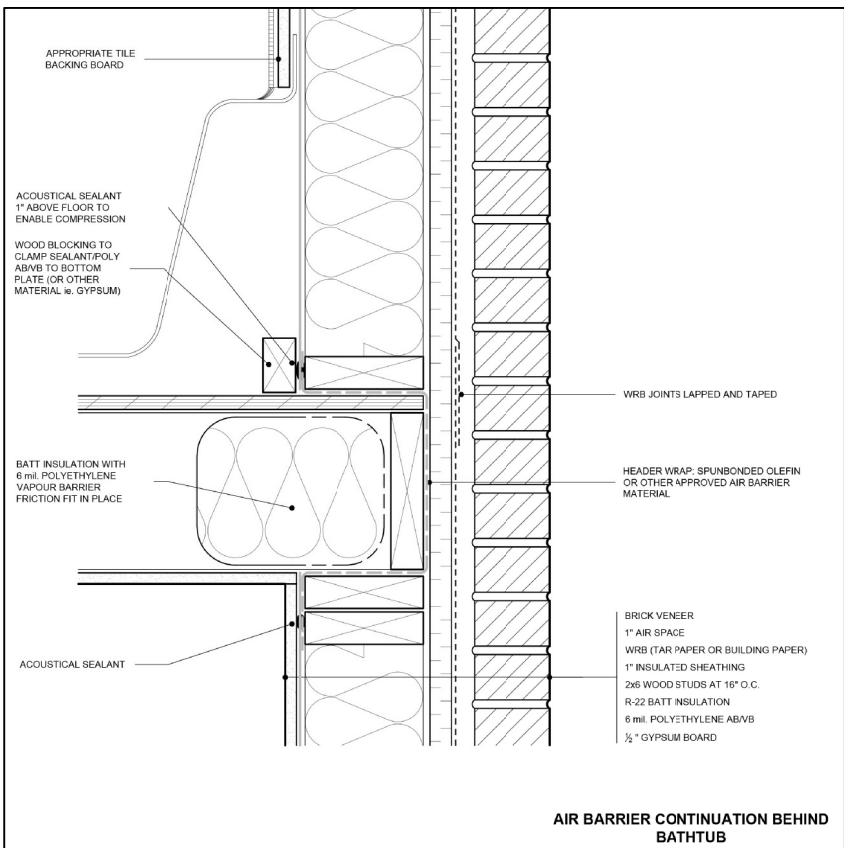 APPROPRIATE TILE
BACKING BOARD
ACOUSTICAL SEALANT
1" ABOVE FLOOR TO
ENABLE COMPRESSION
WOOD BLOCKING TO
CLAMP SEALANT/POLY
AB/VB TO BOTTOM
PLATE (OR OTHER
MATERIAL ie. GYPSUM)
WRB JOINTS LAPPED AND TAPED
BATT INSULATION WITH
6 mil. POLYETHYLENE
VAPOUR BARRIER
FRICTION FIT IN PLACE
HEADER WRAP: SPUNBONDED OLEFIN
OR OTHER APPROVED AIR BARRIER
MATERIAL
ACOUSTICAL SEALANT
BRICK VENEER
1" AIR SPACE
WRB (TAR PAPER OR BUILDING PAPER)
1" INSULATED SHEATHING
2x6 WOOD STUDS AT 16" O.C.
R-22 BATT INSULATION
6 mil. POLYETHYLENE AB/VB
½" GYPSUM BOARD
AIR BARRIER CONTINUATION BEHIND
BATHTUB